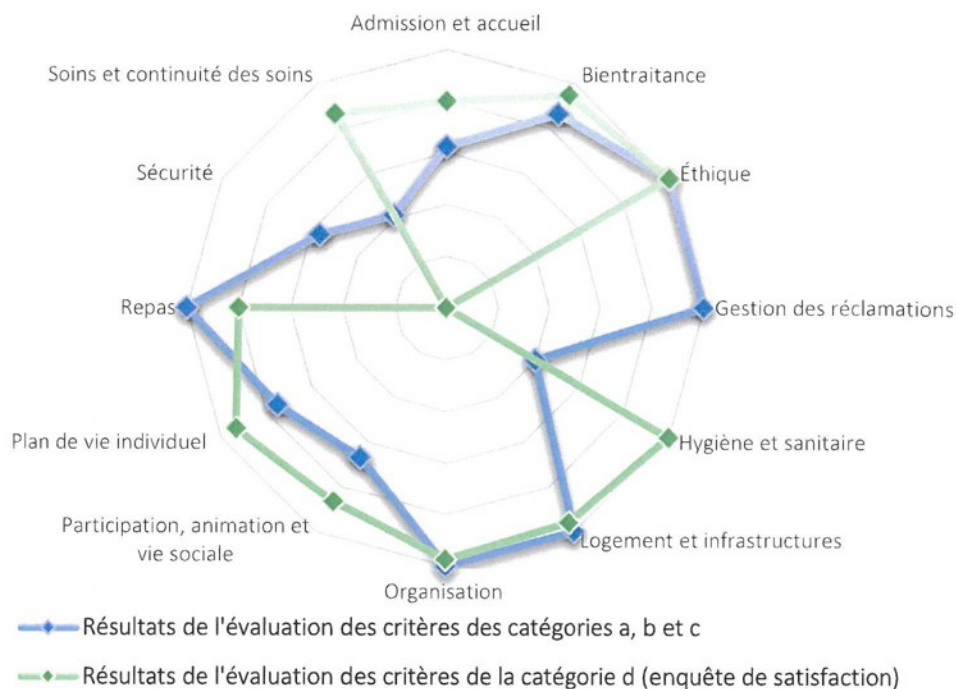 Admission et accueil
Soins et continuité des soins
Bientraitance
Sécurité
Éthique
Repas
Gestion des réclamations
Plan de vie individuel
Hygiène et sanitaire
Participation, animation et
vie sociale
Logement et infrastructures
Organisation
Résultats de l'évaluation des critères des catégories a, b et c
Résultats de l'évaluation des critères de la catégorie d (enquête de satisfaction)